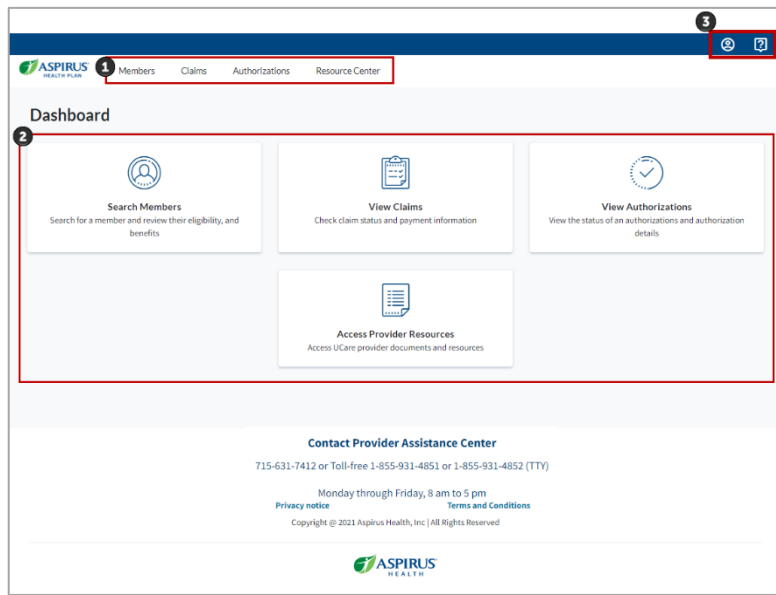 3
?
ASPIRUS
HEALTH PLAN
1
Members Claims Authorizations Resource Center
Dashboard
2
Search Members
Search for a member and review their eligibility, and
benefits
View Claims
Check claim status and payment information
View Authorizations
View the status of an authorizations and authorization
details
Access Provider Resources
Access UCare provider documents and resources
Contact Provider Assistance Center
715-631-7412 or Toll-free 1-855-931-4851 or 1-855-931-4852 (TTY)
Monday through Friday, 8 am to 5 pm
Privacy notice Terms and Conditions
Copyright @ 2021 Aspirus Health, Inc | All Rights Reserved
ASPIRUS
HEALTH